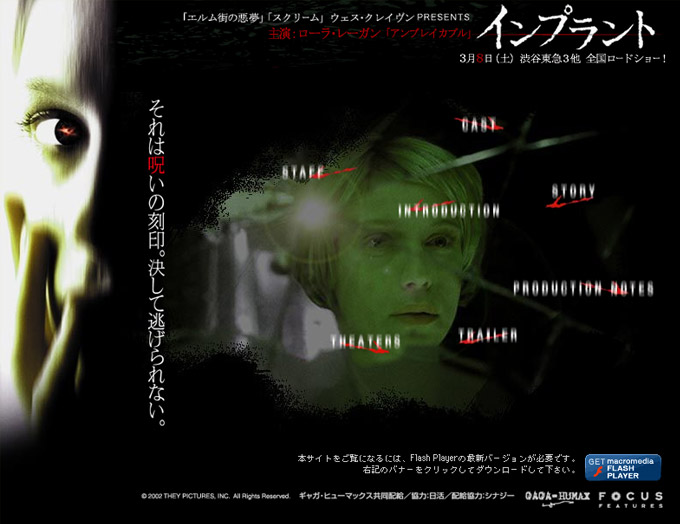 「エルム街の悪夢」「スクリーム」ウェス・クレイヴン PRESENTS
主演：ローラ・レーガン「アンブレイカブル」
インプラント
3月8日（土） 渋谷東急3他 全国ロードショー！
それは呪いの刻印。決して逃げられない。
CAST
STAFF
STORY
INTRODUCTION
PRODUCTION NOTES
TRAILER
THEATERS
本サイトをご覧になるには、Flash Playerの最新バージョンが必要です。
右記のバナーをクリックしてダウンロードして下さい。
GET macromedia
FLASH
PLAYER
© 2002 THEY PICTURES, INC. All Rights Reserved.
ギャガ・ヒューマックス共同配給／協力:日活／配給協力:シナジー
GAGA-HUMAX
FOCUS
FEATURES